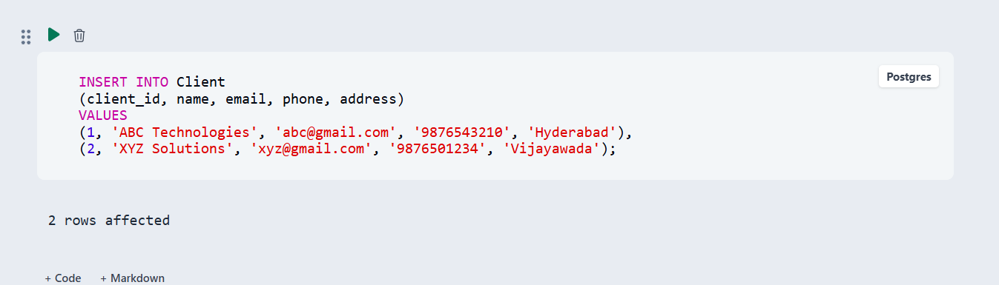 Postgres
INSERT INTO Client
(client_id, name, email, phone, address)
VALUES
(1, 'ABC Technologies', 'abc@gmail.com', '9876543210', 'Hyderabad'),
(2, 'XYZ Solutions', 'xyz@gmail.com', '9876501234', 'Vijayawada');
2 rows affected
+ Code + Markdown